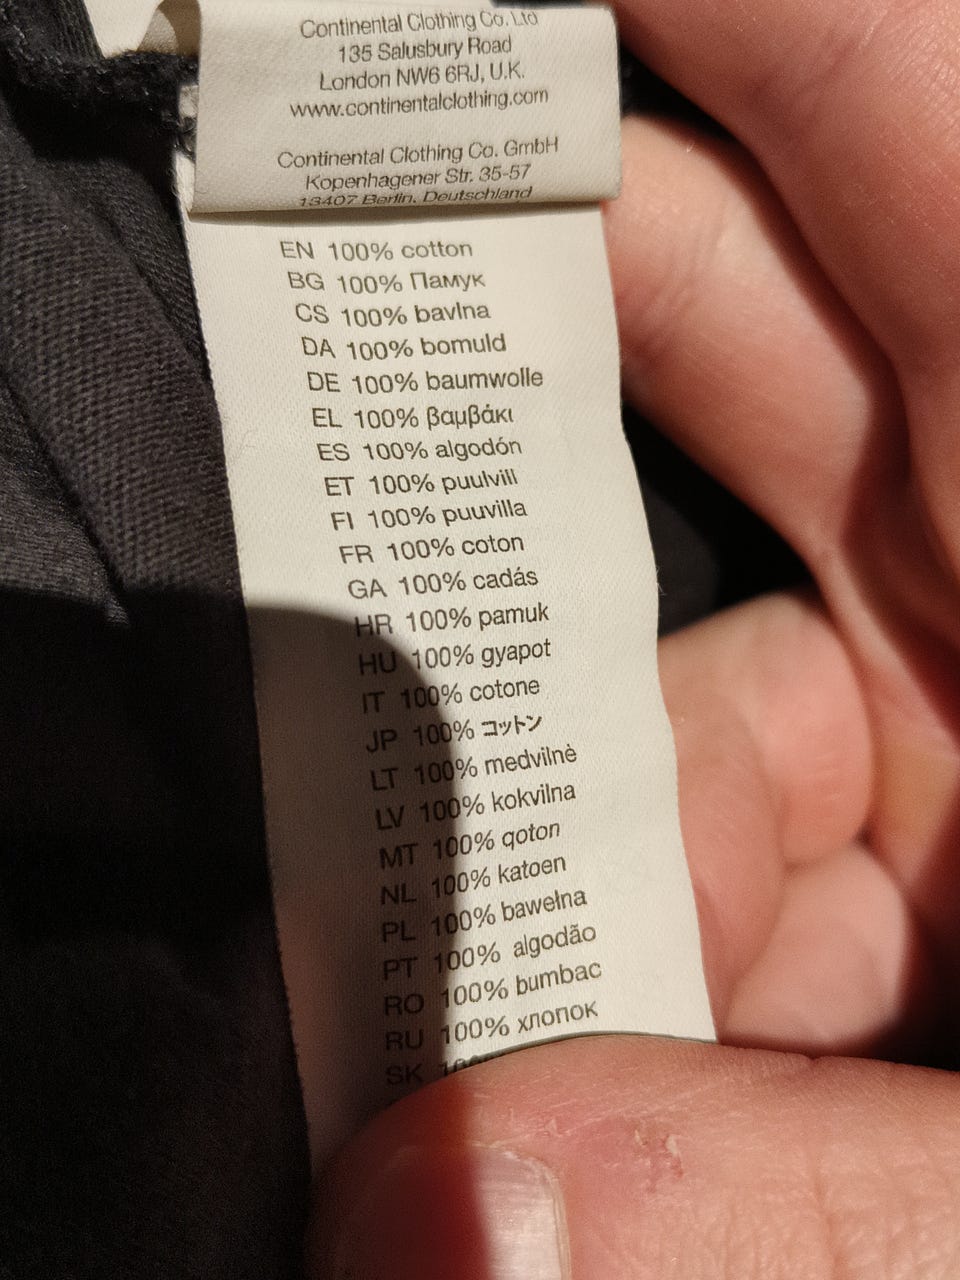 Continental Clothing Co. Ltd
135 Salusbury Road
London NW6 6RJ, U.K.
www.continentalclothing.com
Continental Clothing Co. GmbH
Kopenhagener Str. 35-57
13407 Berlin, Deutschland
EN 100% cotton
BG 100% Памук
CS 100% bavlna
DA 100% bomuld
DE 100% baumwolle
EL 100% βαμβάκι
ES 100% algodón
ET 100% puulvill
FI 100% puuvilla
FR 100% coton
GA 100% cadás
HR 100% pamuk
HU 100% gyapot
IT 100% cotone
JP 100% コットン
LT 100% medvilnė
LV 100% kokvilna
MT 100% qoton
NL 100% katoen
PL 100% bawełna
PT 100% algodão
RO 100% bumbac
RU 100% хлопок
SK 100%